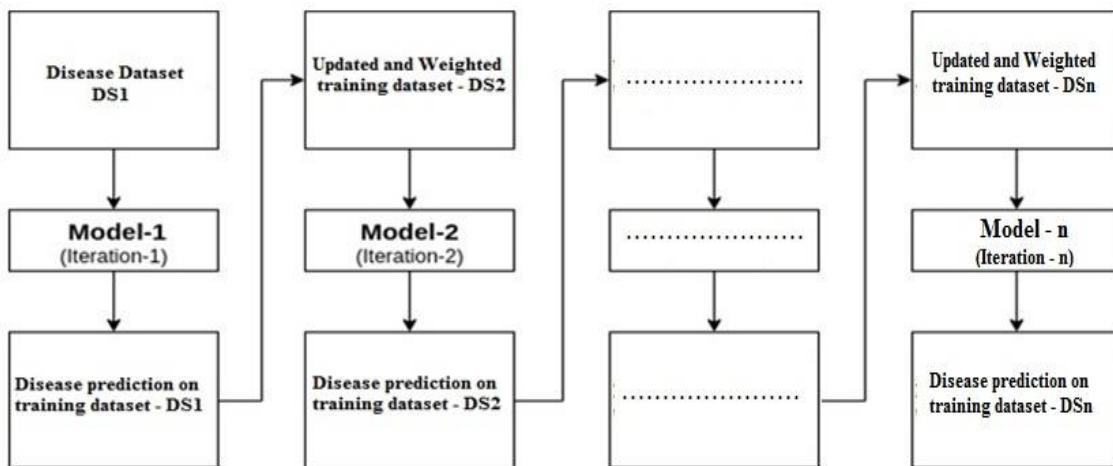 Disease Dataset
DS1
Model-1
(Iteration-1)
Disease prediction on
training dataset - DS1
Updated and Weighted
training dataset - DS2
Model-2
(Iteration-2)
Disease prediction on
training dataset - DS2
.......................
.......................
.......................
Updated and Weighted
training dataset - DSn
Model - n
(Iteration - n)
Disease prediction on
training dataset - DSn